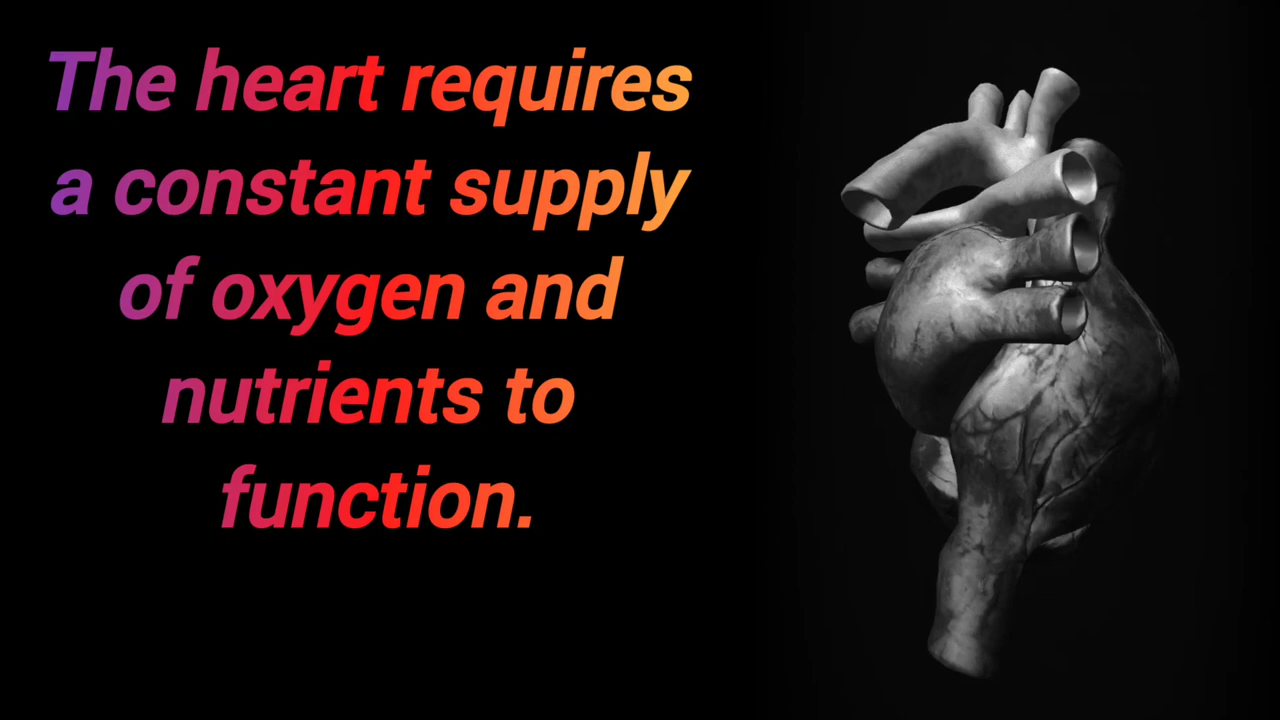 The heart requires
a constant supply
of oxygen and
nutrients to
function.